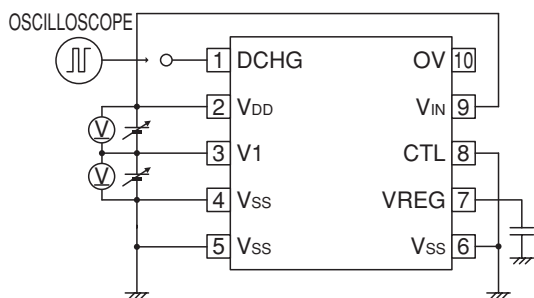 OSCILLOSCOPE
1 DCHG OV 10
2 VDD VIN 9
V
3 V1 CTL 8
V
4 VSS VREG 7
5 VSS VSS 6